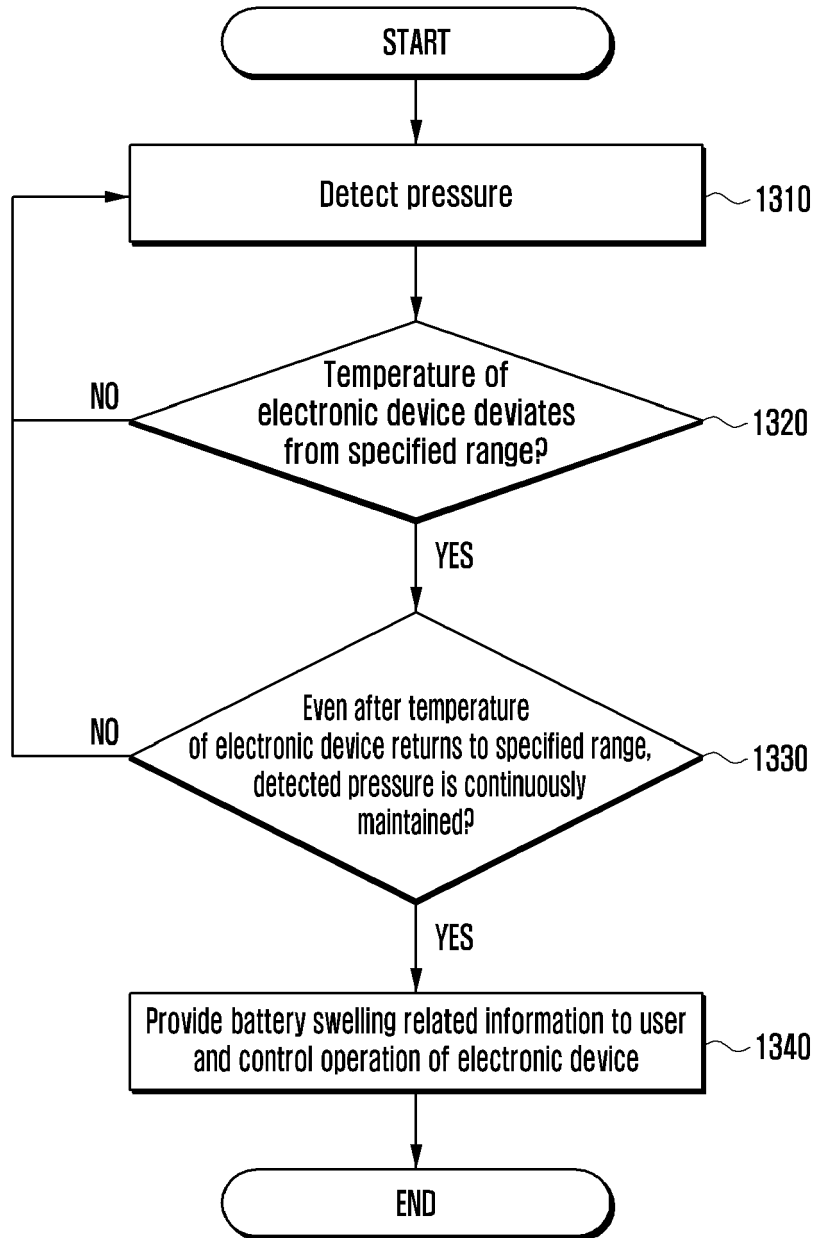 START
Detect pressure
1310
Temperature of
electronic device deviates
from specified range?
1320
NO
YES
Even after temperature
of electronic device returns to specified range,
detected pressure is continuously
maintained?
1330
NO
YES
Provide battery swelling related information to user
and control operation of electronic device
1340
END